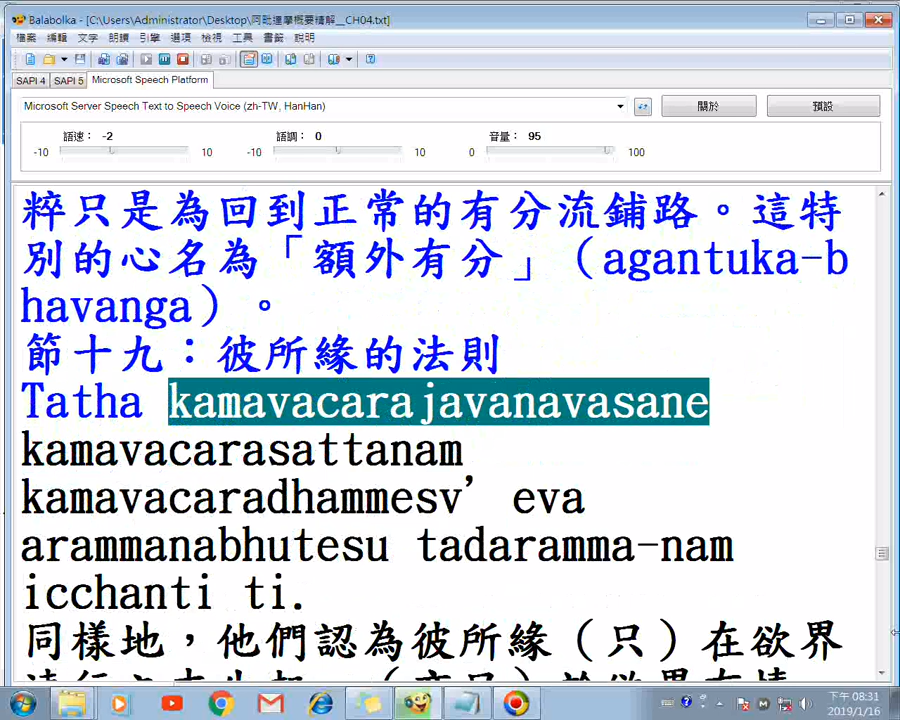 Balabolka - [C:\Users\Administrator\Desktop\阿毗達摩概要精解__CH04.txt]
檔案 編輯 文字 朗讀 引擎 選項 檢視 工具 書籤 說明
SAPI 4 SAPI 5 Microsoft Speech Platform
Microsoft Server Speech Text to Speech Voice (zh-TW, HanHan) 關於 預設
語速： -2 語調： 0 音量： 95
-10 10 -10 10 0 100
粹只是為回到正常的有分流鋪路。這特
別的心名為「額外有分」（agantuka-b
havanga）。
節十九：彼所緣的法則
Tatha kamavacarajavanavasane
kamavacarasattanam
kamavacaradhammesv’ eva
arammanabhutesu tadaramma-nam
icchanti ti.
同樣地，他們認為彼所緣（只）在欲界
下午 08:31
2019/1/16